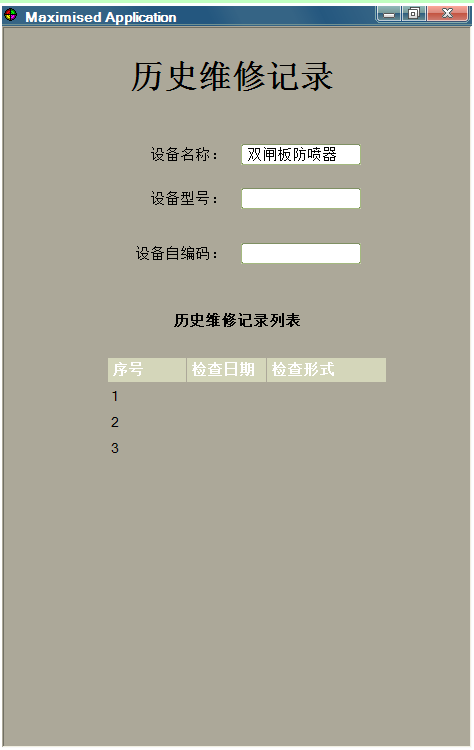 Maximised Application
历史维修记录
设备名称： 双闸板防喷器
设备型号：
设备自编码：
历史维修记录列表
序号 检查日期 检查形式
1
2
3